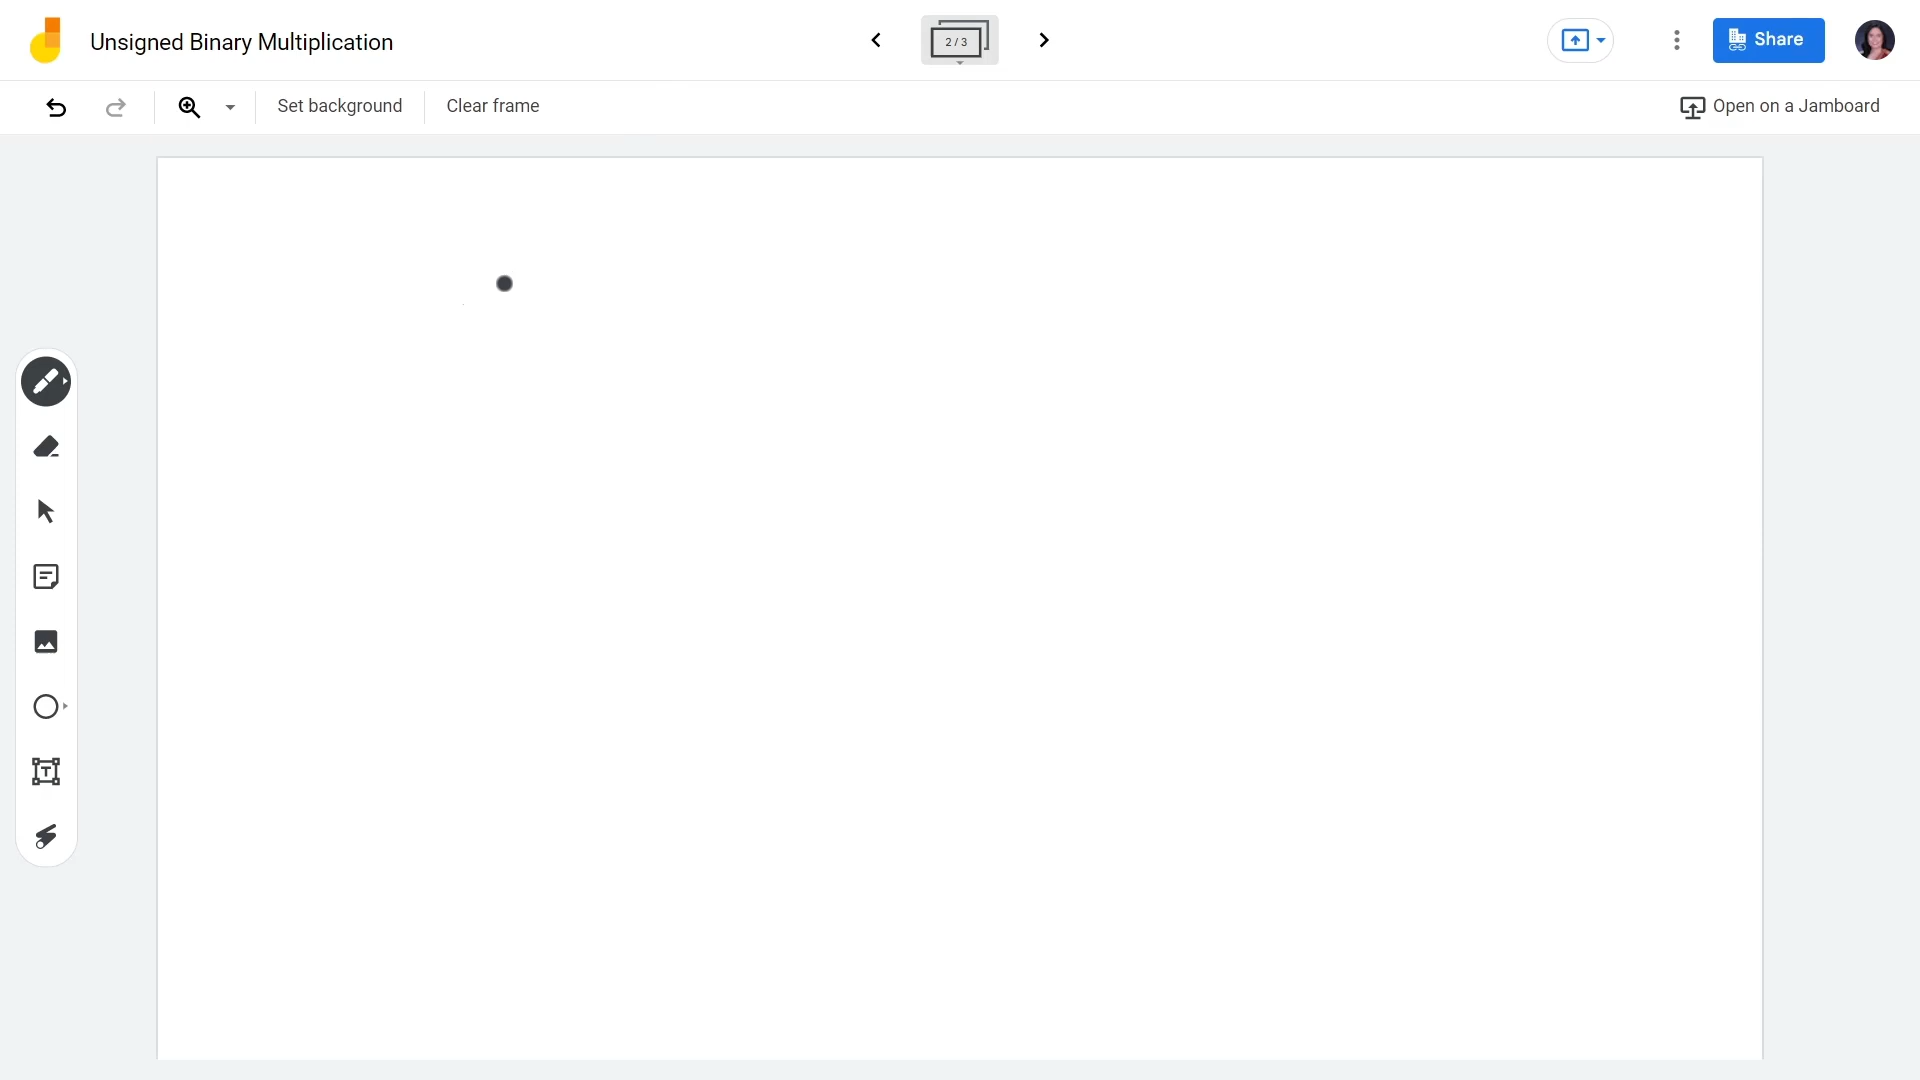 Unsigned Binary Multiplication
2 / 3
Share
Set background
Clear frame
Open on a Jamboard